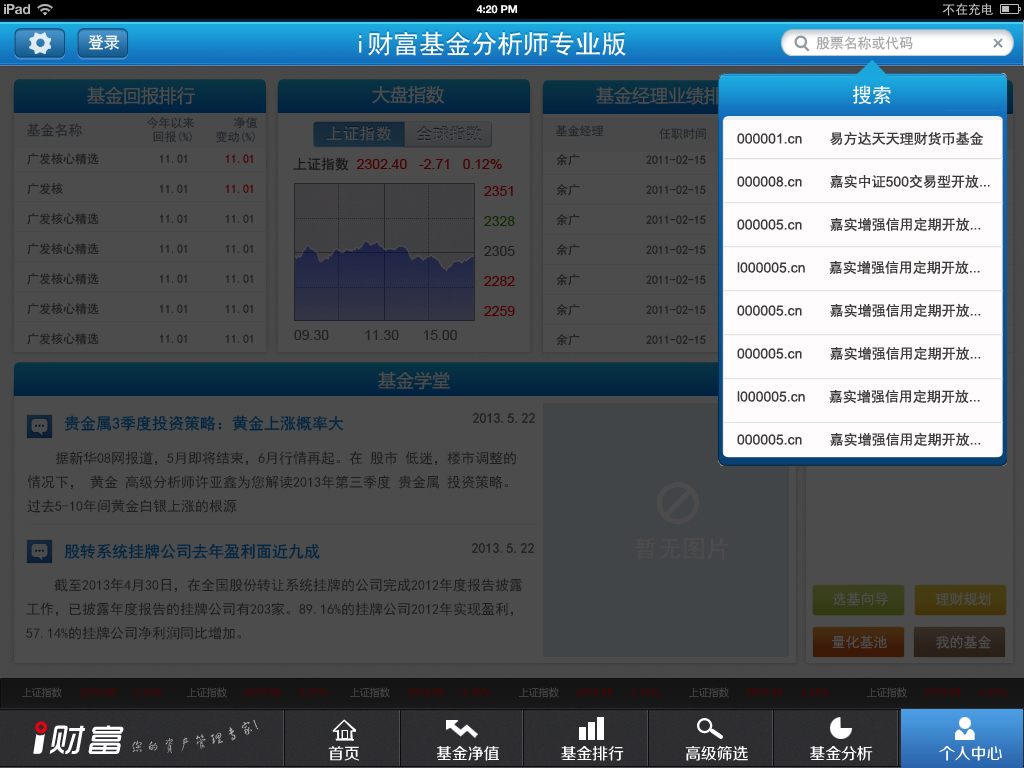 iPad 4:20 PM 不在充电
登录 i财富基金分析师专业版 股票名称或代码
基金回报排行
基金名称 今年以来回报(%) 净值变动(%)
广发核心精选 11.01 11.01
广发核 11.01 11.01
广发核心精选 11.01 11.01
广发核心精选 11.01 11.01
广发核心精选 11.01 11.01
广发核心精选 11.01 11.01
广发核心精选 11.01 11.01
大盘指数
上证指数 全球指数
上证指数 2302.40 -2.71 0.12%
2351
2328
2305
2282
2259
09.30 11.30 15.00
基金经理业绩排
基金经理 任职时间
余广 2011-02-15
余广 2011-02-15
余广 2011-02-15
余广 2011-02-15
余广 2011-02-15
余广 2011-02-15
余广 2011-02-15
搜索
000001.cn 易方达天天理财货币基金
000008.cn 嘉实中证500交易型开放...
000005.cn 嘉实增强信用定期开放...
l000005.cn 嘉实增强信用定期开放...
000005.cn 嘉实增强信用定期开放...
000005.cn 嘉实增强信用定期开放...
l000005.cn 嘉实增强信用定期开放...
000005.cn 嘉实增强信用定期开放...
基金学堂
贵金属3季度投资策略：黄金上涨概率大 2013.5.22
据新华08网报道，5月即将结束，6月行情再起。在 股市 低迷，楼市调整的
情况下， 黄金 高级分析师许亚鑫为您解读2013年第三季度 贵金属 投资策略。
过去5-10年间黄金白银上涨的根源
股转系统挂牌公司去年盈利面近九成 2013.5.22
截至2013年4月30日，在全国股份转让系统挂牌的公司完成2012年度报告披露
工作，已披露年度报告的挂牌公司有203家。89.16%的挂牌公司2012年实现盈利，
57.14%的挂牌公司净利润同比增加。
暂无图片
选基向导 理财规划
量化基池 我的基金
上证指数 上证指数 上证指数 上证指数 上证指数 上证指数
i财富 你的资产管理专家!
首页 基金净值 基金排行 高级筛选 基金分析 个人中心